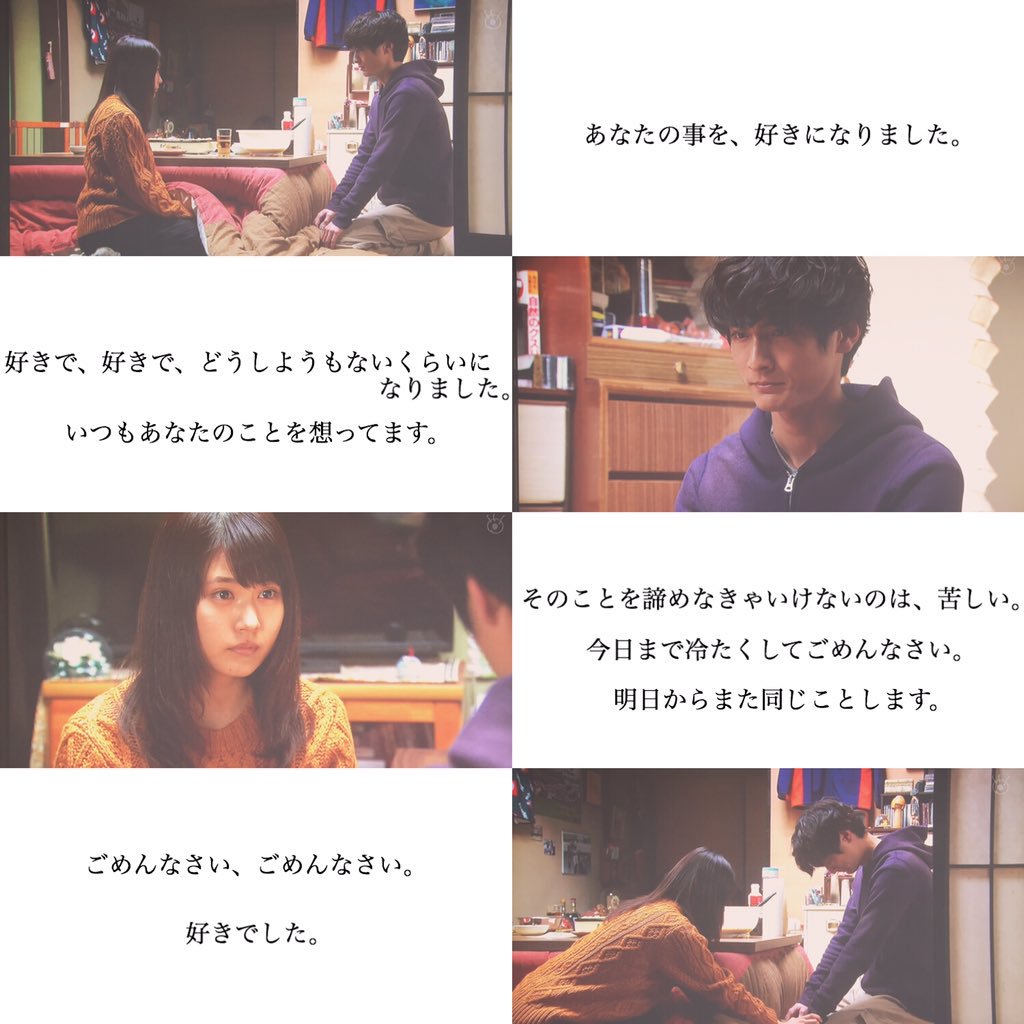 あなたの事を、好きになりました。
好きで、好きで、どうしようもないくらいに
なりました。
いつもあなたのことを想ってます。
自然のクス
そのことを諦めなきゃいけないのは、苦しい。
今日まで冷たくしてごめんなさい。
明日からまた同じことします。
ごめんなさい、ごめんなさい。
好きでした。